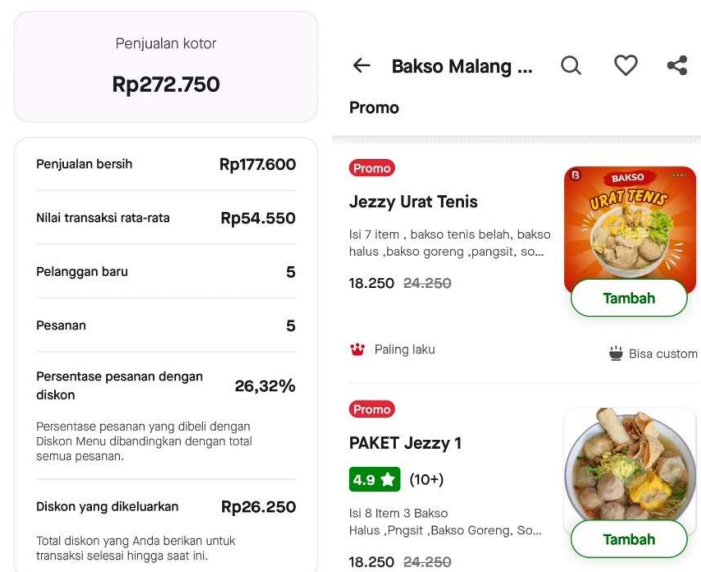 Penjualan kotor
Rp272.750
Penjualan bersih Rp177.600
Nilai transaksi rata-rata Rp54.550
Pelanggan baru 5
Pesanan 5
Persentase pesanan dengan
diskon 26,32%
Persentase pesanan yang dibeli dengan
Diskon Menu dibandingkan dengan total
semua pesanan.
Diskon yang dikeluarkan Rp26.250
Total diskon yang Anda berikan untuk
transaksi selesai hingga saat ini.
Bakso Malang ...
Promo
Promo
Jezzy Urat Tenis
Isi 7 item , bakso tenis belah, bakso
halus ,bakso goreng ,pangsit, so...
18.250 24.250
BAKSO
URAT TENIS
Tambah
Paling laku
Bisa custom
Promo
PAKET Jezzy 1
4.9 (10+)
Isi 8 Item 3 Bakso
Halus ,Pngsit ,Bakso Goreng, So...
18.250 24.250
Tambah